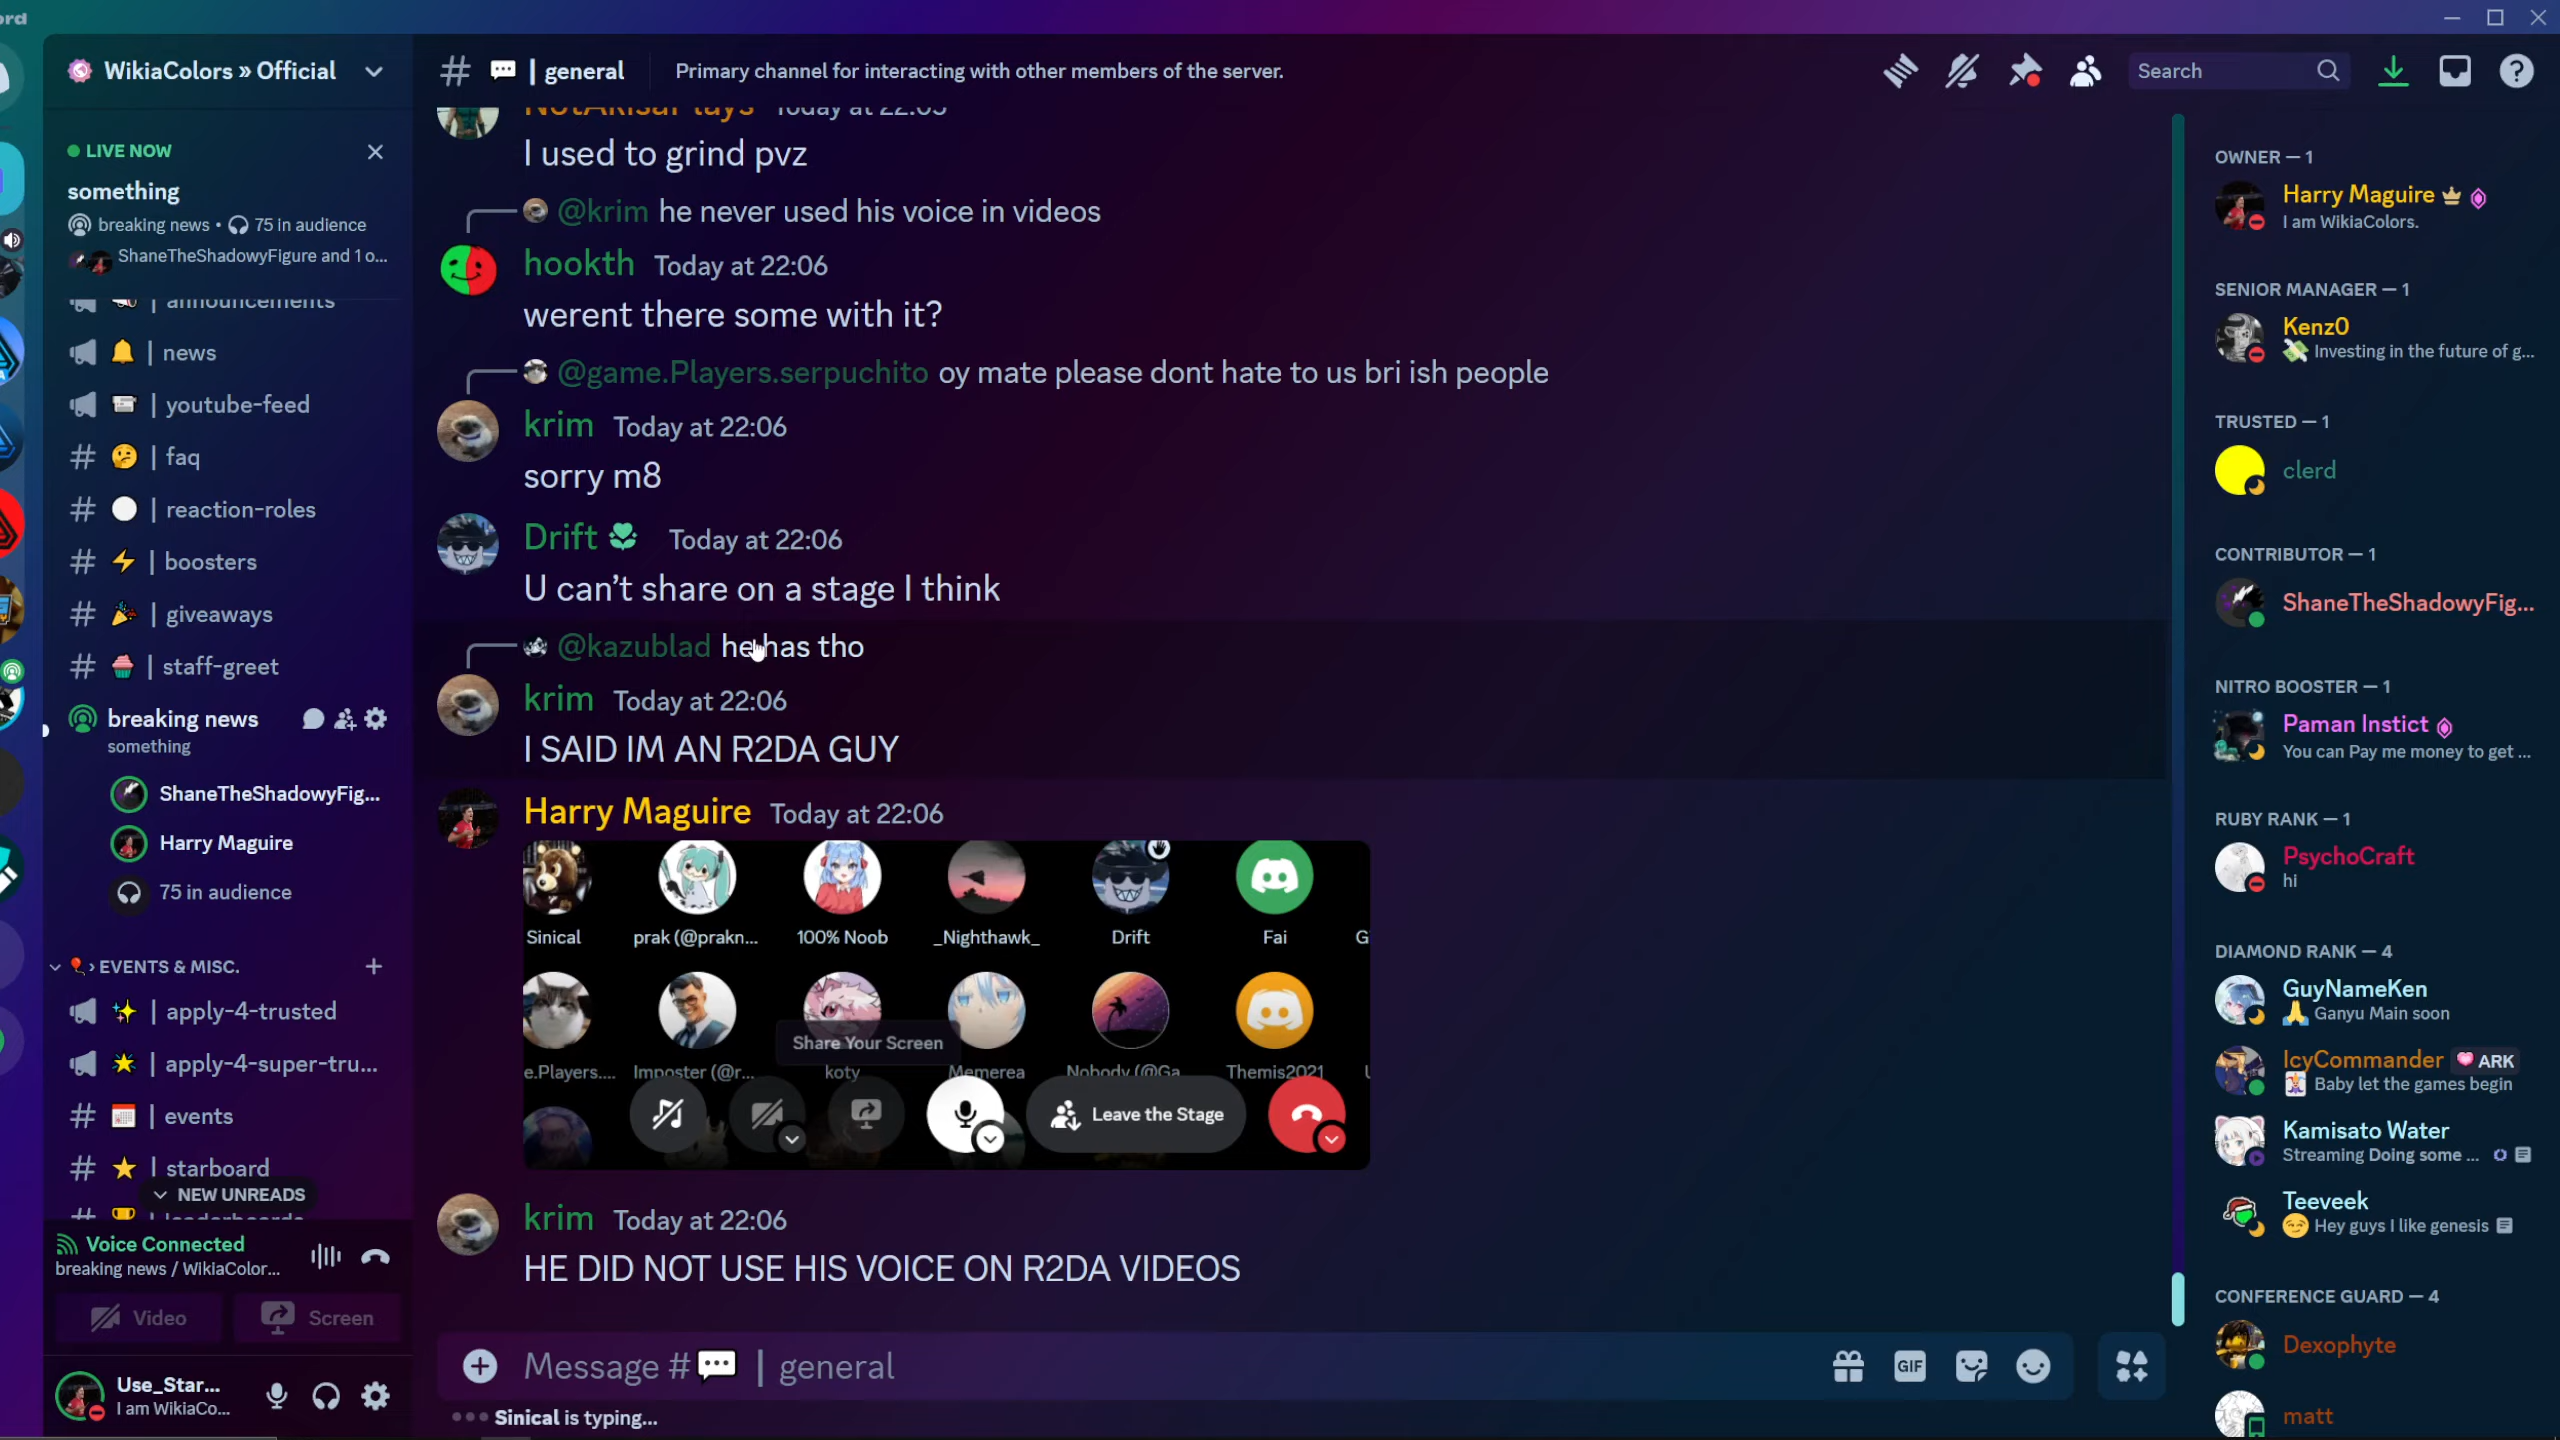 ord
WikiaColors » Official
LIVE NOW
something
breaking news • 75 in audience
ShaneTheShadowyFigure and 1 o...
announcements
news
youtube-feed
faq
reaction-roles
boosters
giveaways
staff-greet
breaking news
something
ShaneTheShadowyFig...
Harry Maguire
75 in audience
› EVENTS & MISC.
apply-4-trusted
apply-4-super-tru...
events
starboard
NEW UNREADS
leaderboards
Voice Connected
breaking news / WikiaColor...
Video
Screen
Use_Star...
I am WikiaCo...
# | general
Primary channel for interacting with other members of the server.
Search
NotAkisaPlays Today at 22:05
I used to grind pvz
@krim he never used his voice in videos
hookth Today at 22:06
werent there some with it?
@game.Players.serpuchito oy mate please dont hate to us bri ish people
krim Today at 22:06
sorry m8
Drift Today at 22:06
U can't share on a stage I think
@kazublad he has tho
krim Today at 22:06
I SAID IM AN R2DA GUY
Harry Maguire Today at 22:06
Sinical prak (@prakn... 100% Noob _Nighthawk_ Drift Fai G
Share Your Screen
e.Players.... Imposter (@r... koty Memerea Nobody (@Ga Themis2021
Leave the Stage
krim Today at 22:06
HE DID NOT USE HIS VOICE ON R2DA VIDEOS
Message # | general
GIF
Sinical is typing...
OWNER — 1
Harry Maguire
I am WikiaColors.
SENIOR MANAGER — 1
Kenz0
Investing in the future of g...
TRUSTED — 1
clerd
CONTRIBUTOR — 1
ShaneTheShadowyFig...
NITRO BOOSTER — 1
Paman Instict
You can Pay me money to get ...
RUBY RANK — 1
PsychoCraft
hi
DIAMOND RANK — 4
GuyNameKen
Ganyu Main soon
IcyCommander ARK
Baby let the games begin
Kamisato Water
Streaming Doing some ...
Teeveek
Hey guys I like genesis
CONFERENCE GUARD — 4
Dexophyte
matt